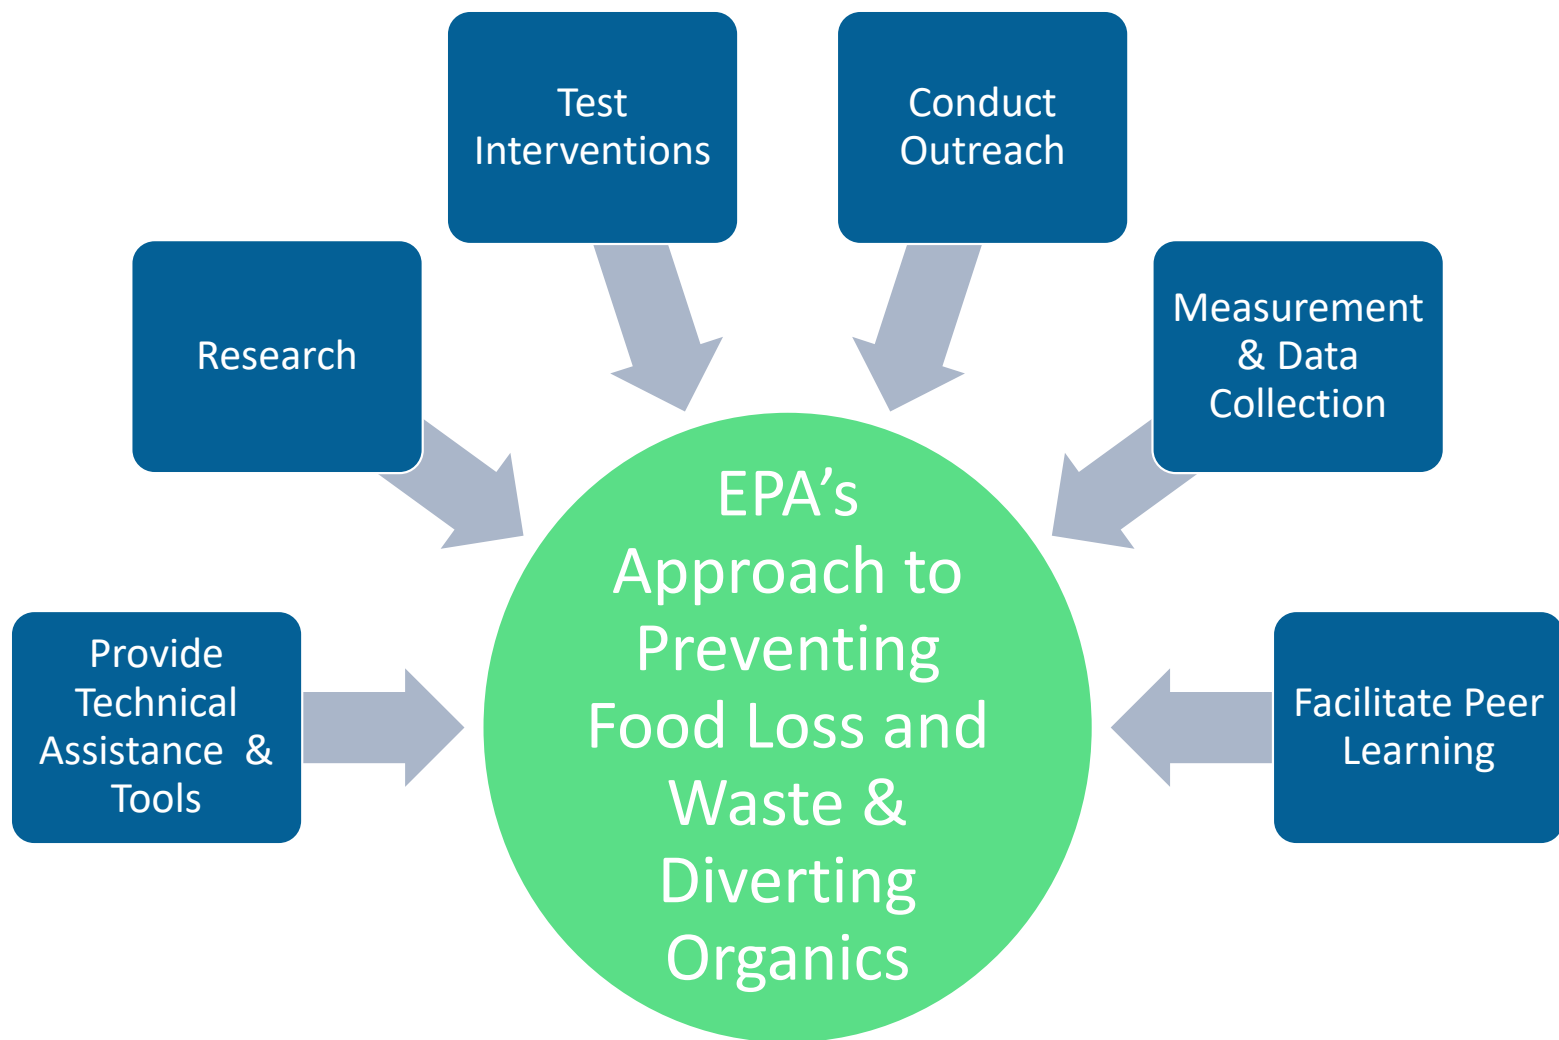 Test
Interventions
Conduct
Outreach
Research
Measurement
& Data
Collection
Provide
Technical
Assistance  &
Tools
EPA’s
Approach to
Preventing
Food Loss and
Waste &
Diverting
Organics
Facilitate Peer
Learning